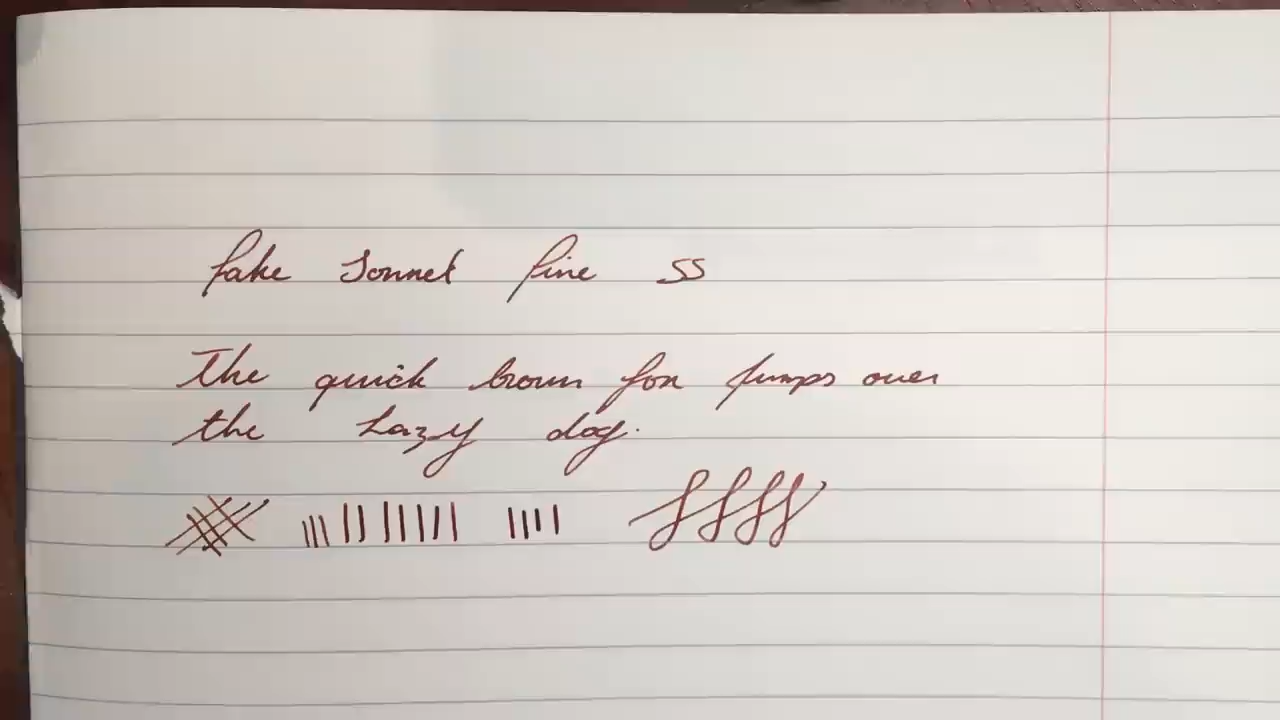 fake Sonnet fine SS
The quick brown fox jumps over
the Lazy dog.